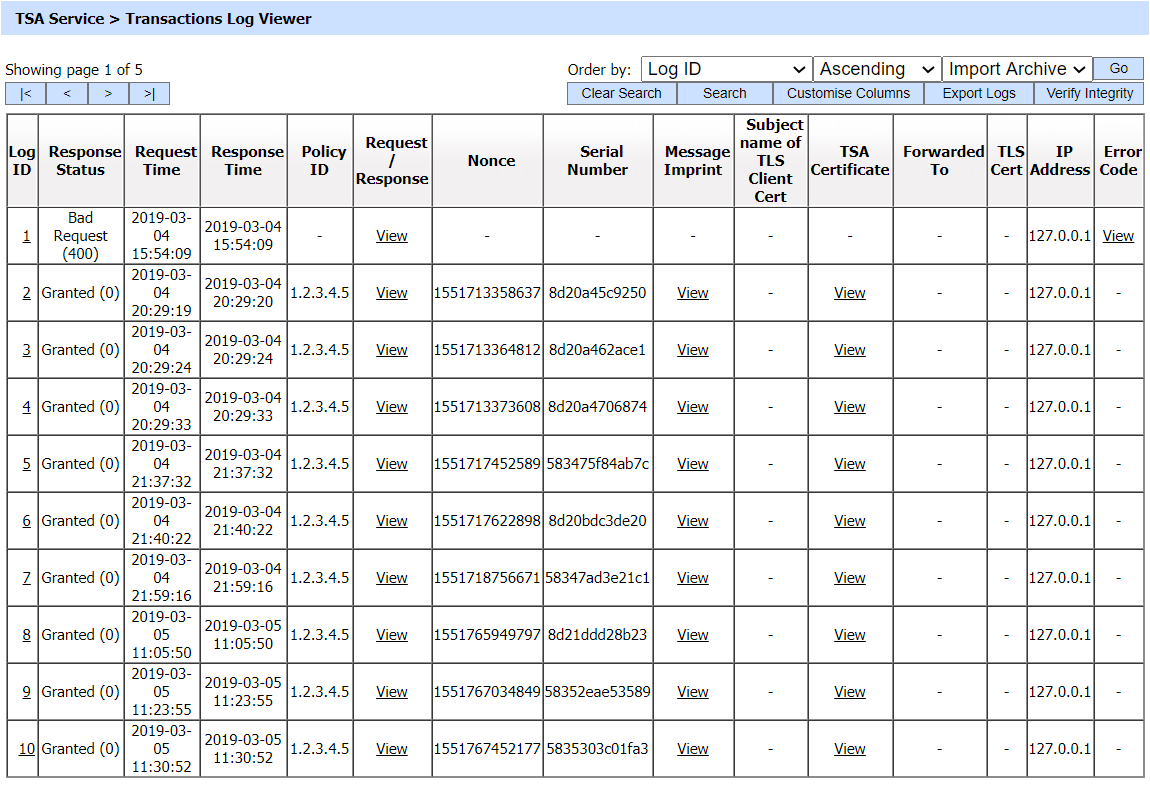 TSA Service > Transactions Log Viewer
Showing page 1 of 5
Order by: Log ID Ascending Import Archive Go
|< < > >| Clear Search Search Customise Columns Export Logs Verify Integrity
Log ID Response Status Request Time Response Time Policy ID Request / Response Nonce Serial Number Message Imprint Subject name of TLS Client Cert TSA Certificate Forwarded To TLS Cert IP Address Error Code
1 Bad Request (400) 2019-03-04 15:54:09 2019-03-04 15:54:09 - View - - - - - - - 127.0.0.1 View
2 Granted (0) 2019-03-04 20:29:19 2019-03-04 20:29:20 1.2.3.4.5 View 1551713358637 8d20a45c9250 View - View - - 127.0.0.1 -
3 Granted (0) 2019-03-04 20:29:24 2019-03-04 20:29:24 1.2.3.4.5 View 1551713364812 8d20a462ace1 View - View - - 127.0.0.1 -
4 Granted (0) 2019-03-04 20:29:33 2019-03-04 20:29:33 1.2.3.4.5 View 1551713373608 8d20a4706874 View - View - - 127.0.0.1 -
5 Granted (0) 2019-03-04 21:37:32 2019-03-04 21:37:32 1.2.3.4.5 View 1551717452589 583475f84ab7c View - View - - 127.0.0.1 -
6 Granted (0) 2019-03-04 21:40:22 2019-03-04 21:40:22 1.2.3.4.5 View 1551717622898 8d20bdc3de20 View - View - - 127.0.0.1 -
7 Granted (0) 2019-03-04 21:59:16 2019-03-04 21:59:16 1.2.3.4.5 View 1551718756671 58347ad3e21c1 View - View - - 127.0.0.1 -
8 Granted (0) 2019-03-05 11:05:50 2019-03-05 11:05:50 1.2.3.4.5 View 1551765949797 8d21ddd28b23 View - View - - 127.0.0.1 -
9 Granted (0) 2019-03-05 11:23:55 2019-03-05 11:23:55 1.2.3.4.5 View 1551767034849 58352eae53589 View - View - - 127.0.0.1 -
10 Granted (0) 2019-03-05 11:30:52 2019-03-05 11:30:52 1.2.3.4.5 View 1551767452177 5835303c01fa3 View - View - - 127.0.0.1 -